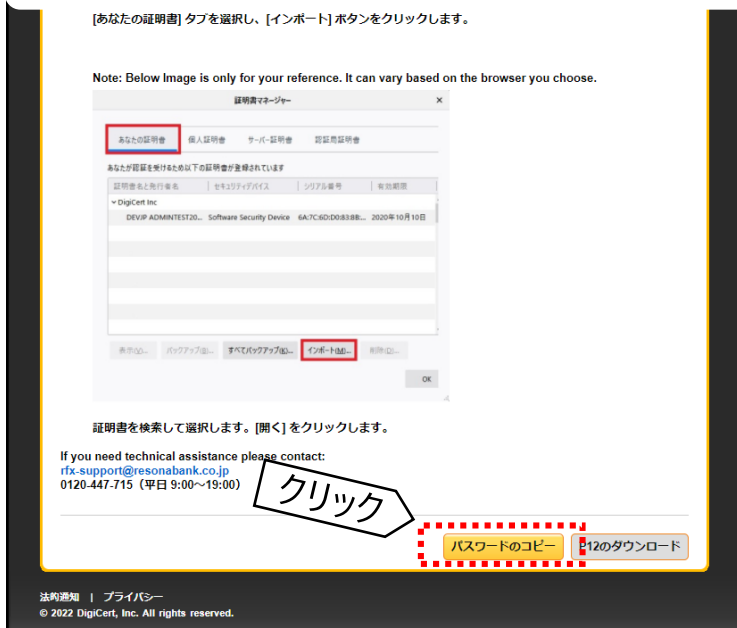 [あなたの証明書] タブを選択し、[インポート] ボタンをクリックします。
Note: Below Image is only for your reference. It can vary based on the browser you choose.
証明書マネージャー ×
あなたの証明書 個人証明書 サーバー証明書 認証局証明書
あなたが認証を受けるため以下の証明書が登録されています
証明書名と発行者名 セキュリティデバイス シリアル番号 有効期限
DigiCert Inc
DEVJP ADMINTEST20... Software Security Device 6A:7C:6D:D0:83:8B:... 2020年10月10日
表示(V)... バックアップ(B)... すべてバックアップ(K)... インポート(M)... 削除(D)...
OK
証明書を検索して選択します。[開く] をクリックします。
If you need technical assistance please contact:
rfx-support@resonabank.co.jp
0120-447-715（平日 9:00～19:00）
クリック
パスワードのコピー P12のダウンロード
法的通知 | プライバシー
© 2022 DigiCert, Inc. All rights reserved.